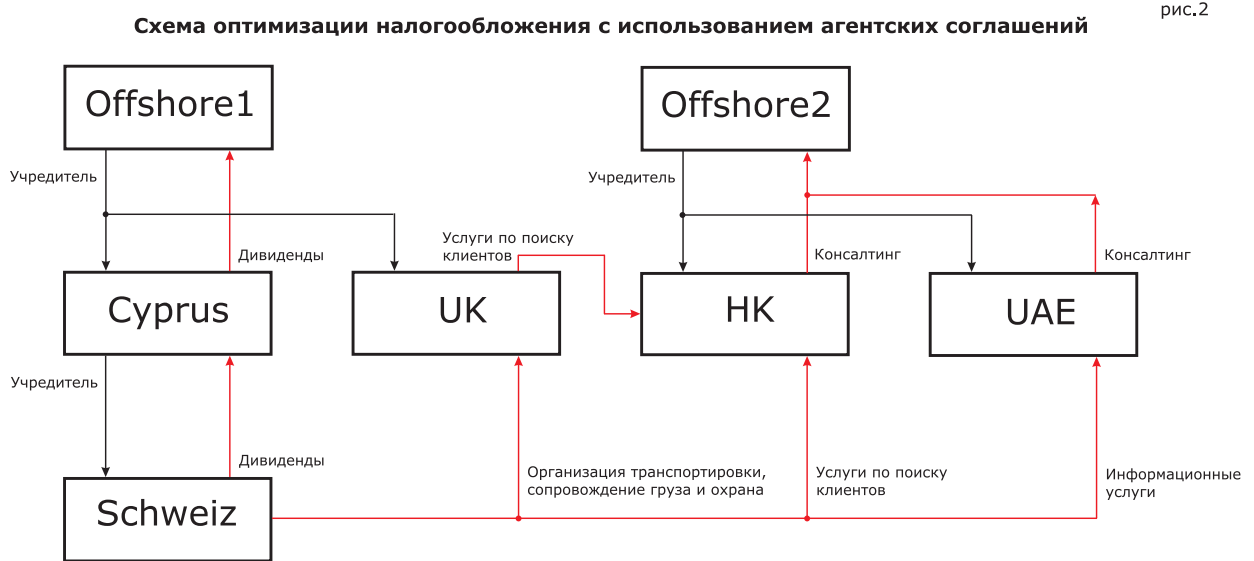 рис.2
Схема оптимизации налогообложения с использованием агентских соглашений
Offshore1
Offshore2
Учредитель
Учредитель
Дивиденды
Услуги по поиску
клиентов
Консалтинг
Консалтинг
Cyprus
UK
HK
UAE
Учредитель
Дивиденды
Организация транспортировки,
сопровождение груза и охрана
Услуги по поиску
клиентов
Информационные
услуги
Schweiz